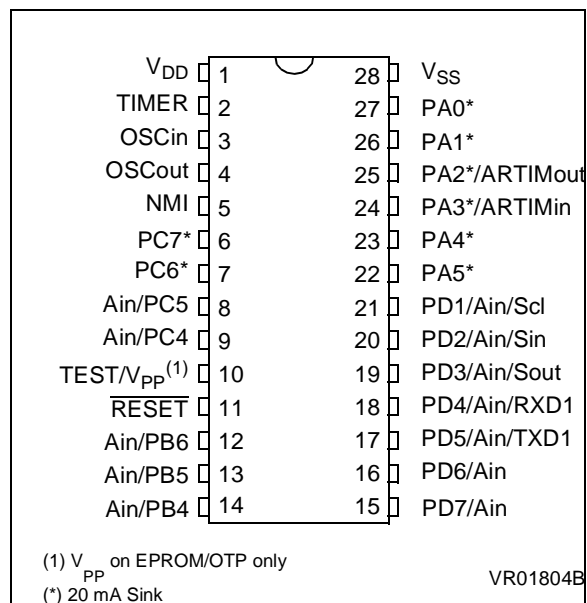 V_DD 1 28 V_SS
TIMER 2 27 PA0*
OSCin 3 26 PA1*
OSCout 4 25 PA2*/ARTIMout
NMI 5 24 PA3*/ARTIMin
PC7* 6 23 PA4*
PC6* 7 22 PA5*
Ain/PC5 8 21 PD1/Ain/Scl
Ain/PC4 9 20 PD2/Ain/Sin
TEST/V_PP^(1) 10 19 PD3/Ain/Sout
RESET 11 18 PD4/Ain/RXD1
Ain/PB6 12 17 PD5/Ain/TXD1
Ain/PB5 13 16 PD6/Ain
Ain/PB4 14 15 PD7/Ain
(1) V_PP on EPROM/OTP only
(*) 20 mA Sink
VR01804B